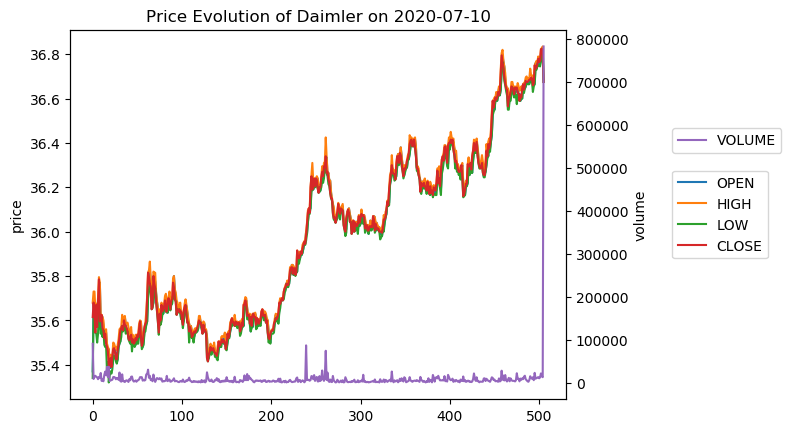 Price Evolution of Daimler on 2020-07-10
36.8
36.6
36.4
36.2
36.0
35.8
35.6
35.4
price
0
100
200
300
400
500
800000
700000
600000
500000
400000
300000
200000
100000
0
volume
VOLUME
OPEN
HIGH
LOW
CLOSE